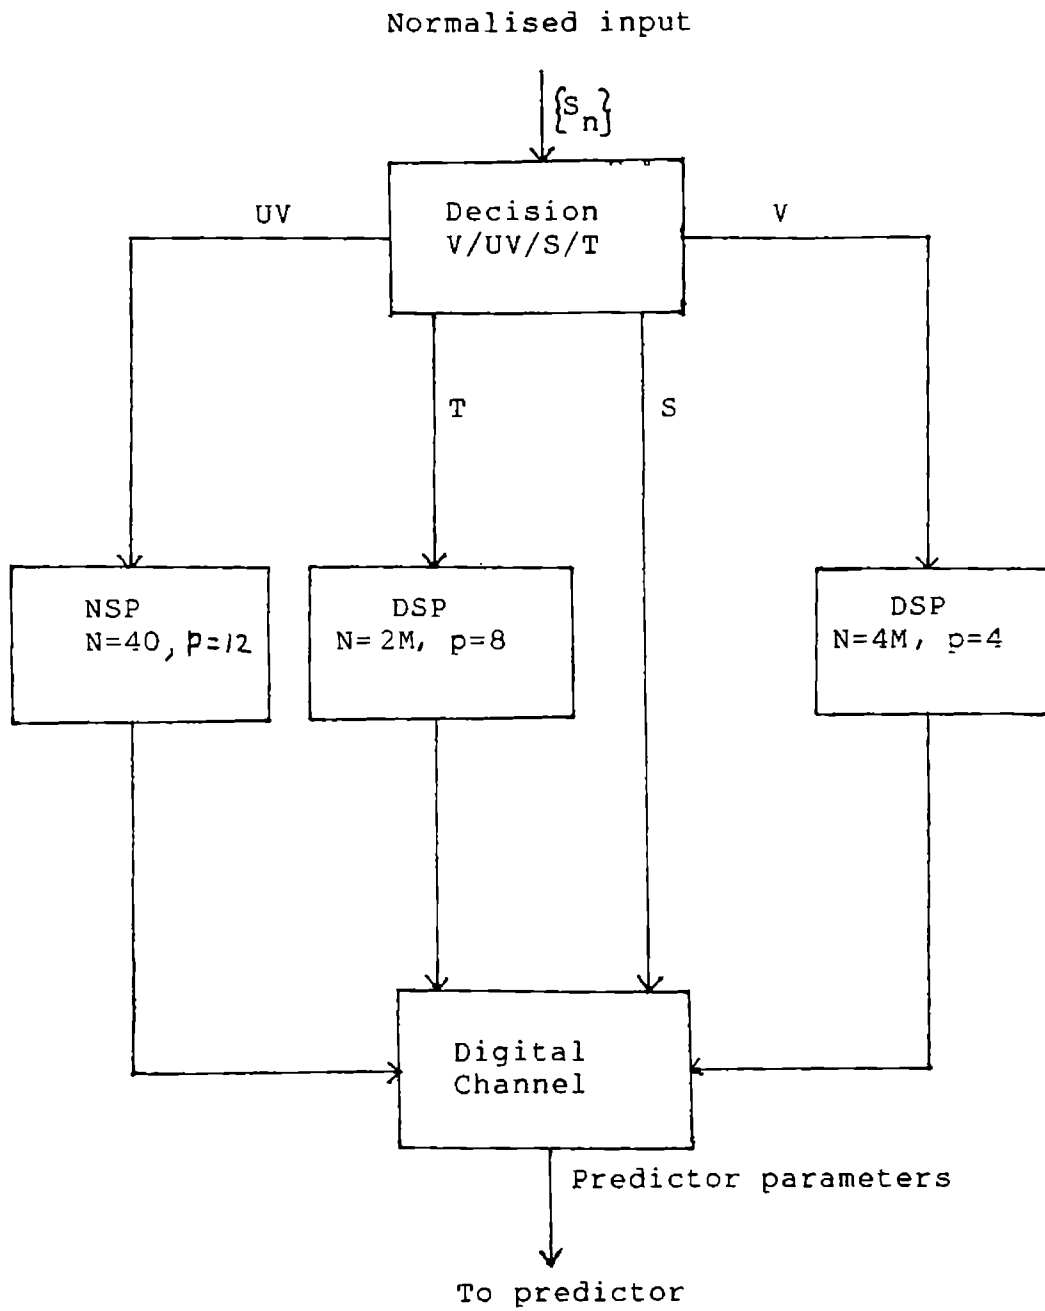 Normalised input
{S_n}
Decision
V/UV/S/T
UV
V
T
S
NSP
N=40, p=12
DSP
N=2M, p=8
DSP
N=4M, p=4
Digital
Channel
Predictor parameters
To predictor